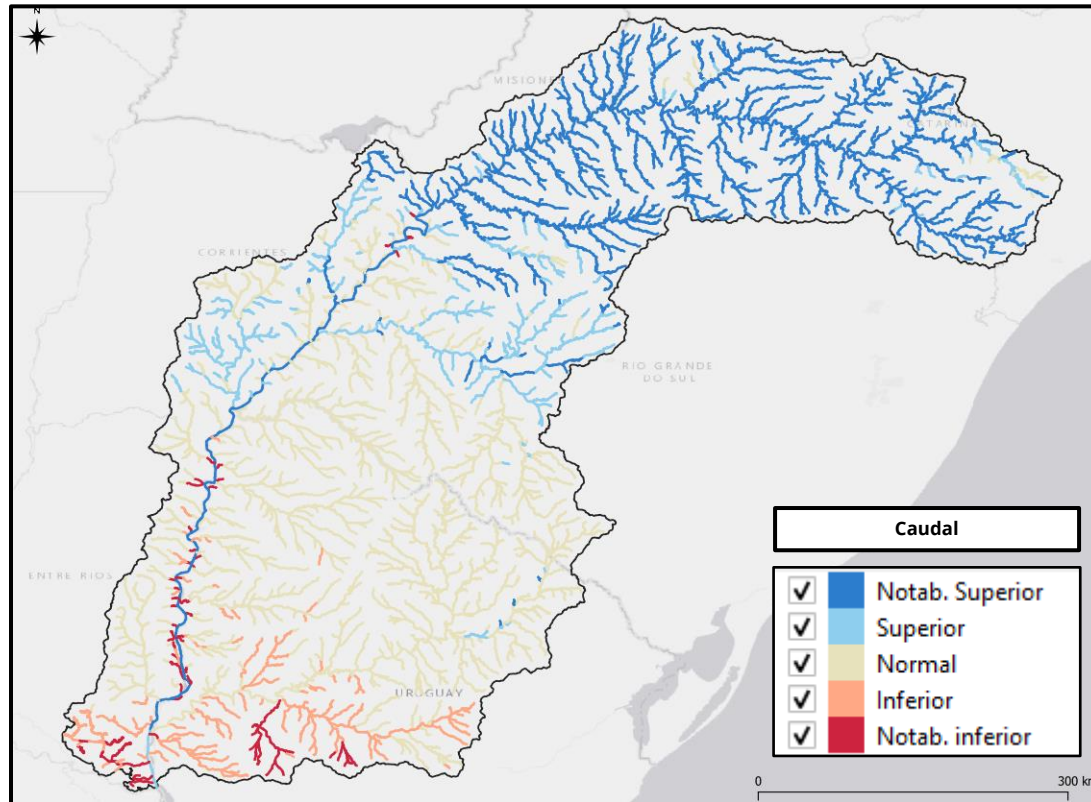 z
MISIONES
CORRIENTES
RIO GRANDE
DO SUL
ENTRE RÍOS
URUGUAY
Caudal
Notab. Superior
Superior
Normal
Inferior
Notab. inferior
0
300 km